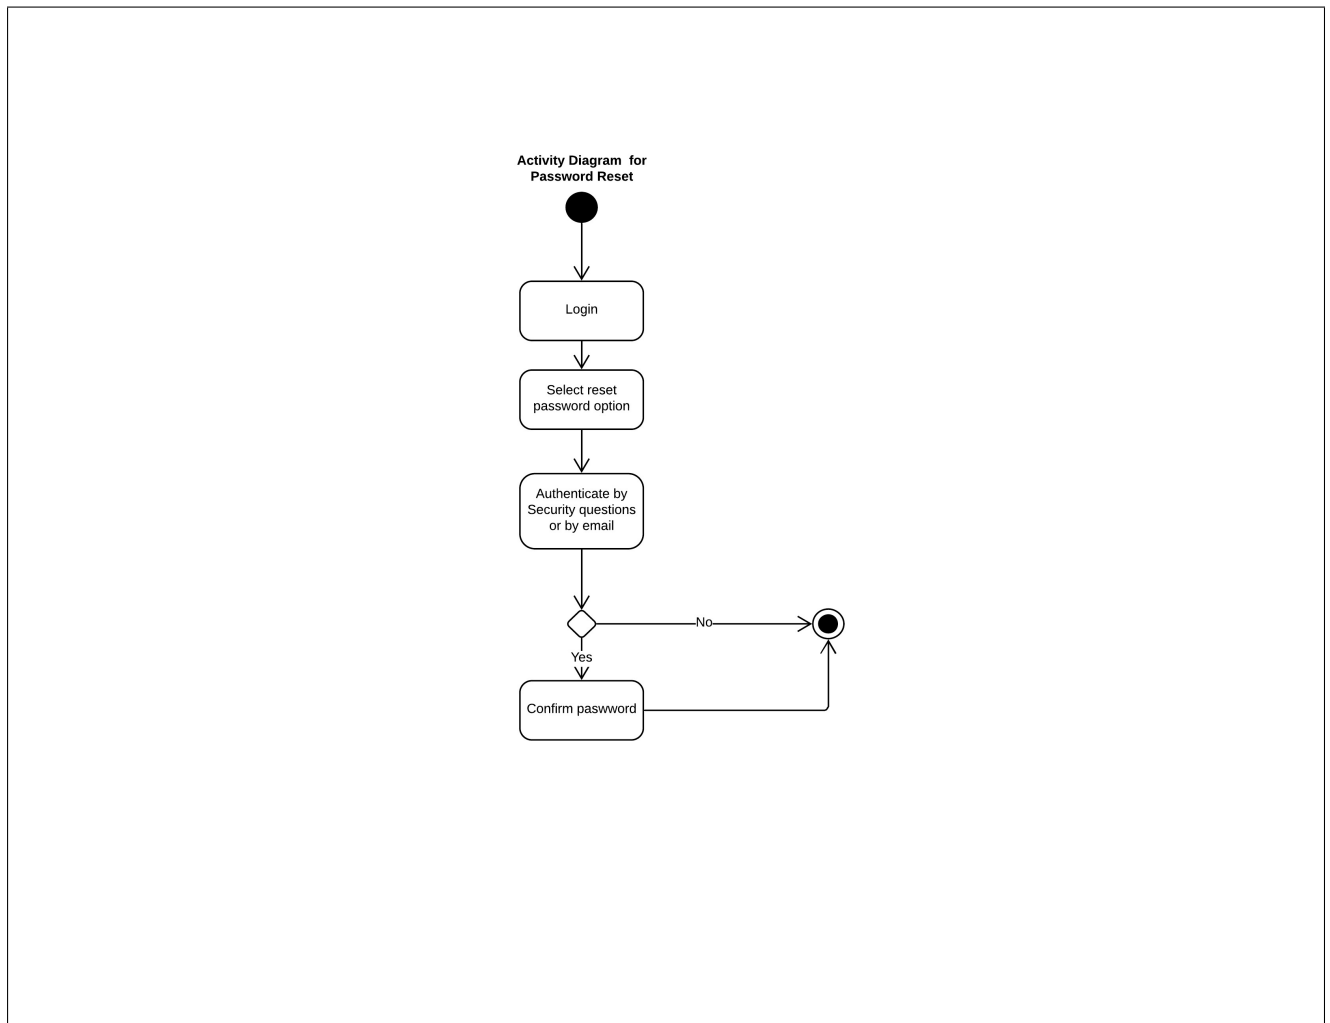 Activity Diagram  for
Password Reset
Login
Select reset
password option
Authenticate by
Security questions
or by email
No
Yes
Confirm paswword